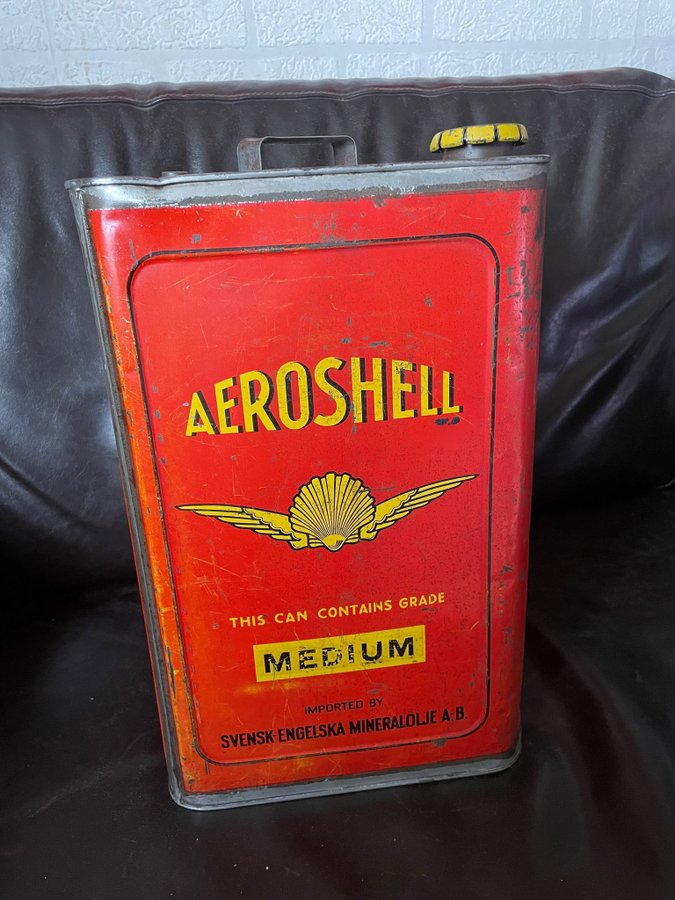 AEROSHELL
THIS CAN CONTAINS GRADE
MEDIUM
IMPORTED BY
SVENSK-ENGELSKA MINERALOLJE A.-B.